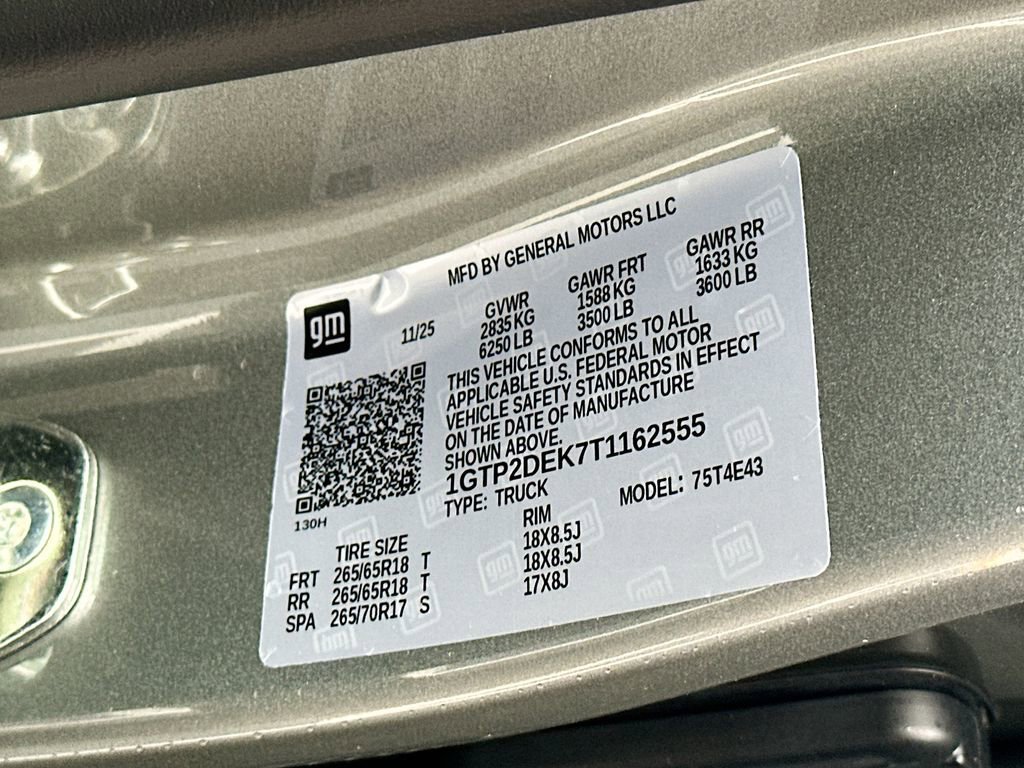 MFD BY GENERAL MOTORS LLC
gm
11/25
GVWR
2835 KG
6250 LB
GAWR FRT
1588 KG
3500 LB
GAWR RR
1633 KG
3600 LB
THIS VEHICLE CONFORMS TO ALL
APPLICABLE U.S. FEDERAL MOTOR
VEHICLE SAFETY STANDARDS IN EFFECT
ON THE DATE OF MANUFACTURE
SHOWN ABOVE.
1GTP2DEK7T1162555
TYPE: TRUCK
MODEL: 75T4E43
130H
TIRE SIZE RIM
FRT 265/65R18 T 18X8.5J
RR 265/65R18 T 18X8.5J
SPA 265/70R17 S 17X8J